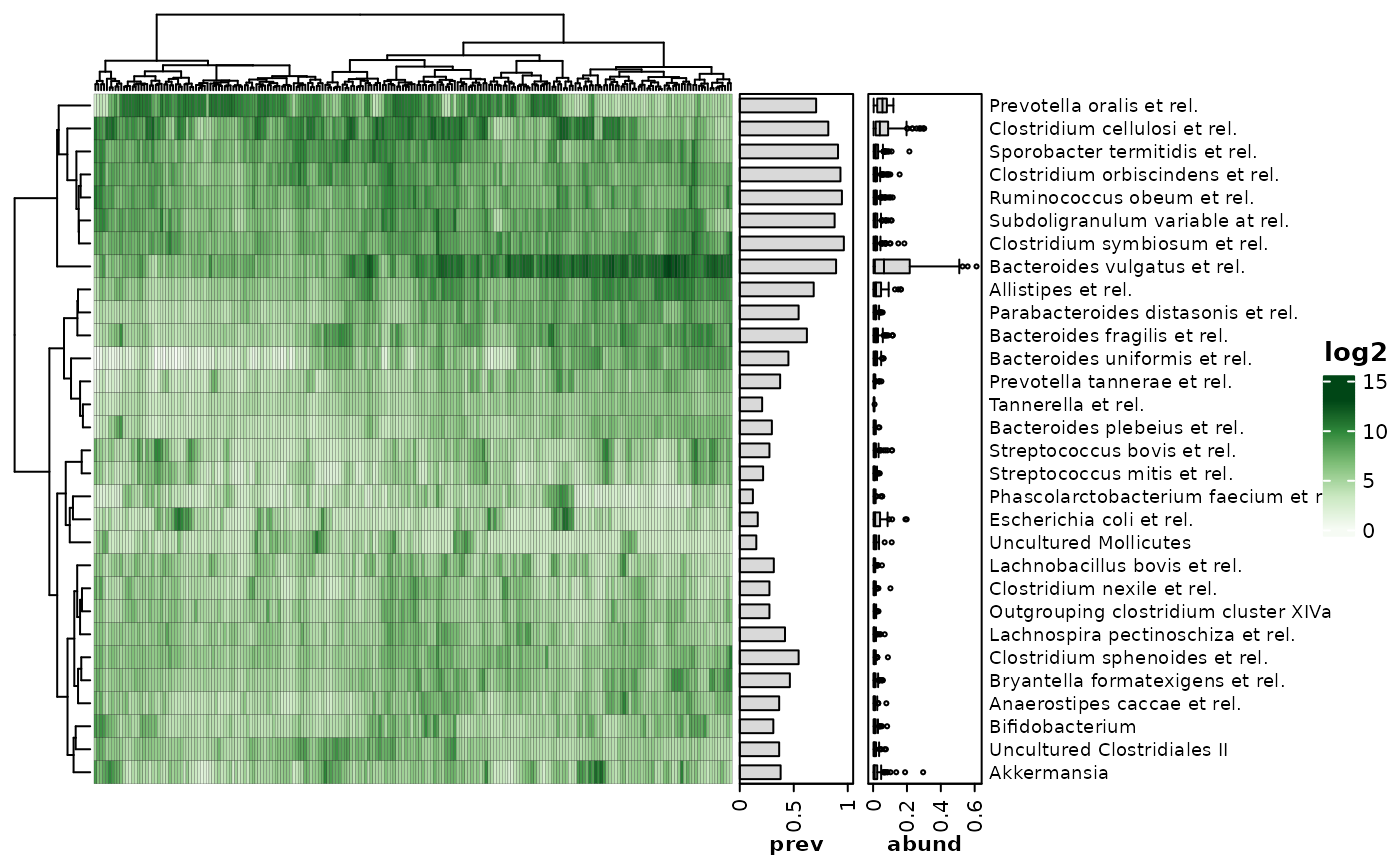 Prevotella oralis et rel.
Clostridium cellulosi et rel.
Sporobacter termitidis et rel.
Clostridium orbiscindens et rel.
Ruminococcus obeum et rel.
Subdoligranulum variable at rel.
Clostridium symbiosum et rel.
Bacteroides vulgatus et rel.
Allistipes et rel.
Parabacteroides distasonis et rel.
Bacteroides fragilis et rel.
Bacteroides uniformis et rel.
Prevotella tannerae et rel.
Tannerella et rel.
Bacteroides plebeius et rel.
Streptococcus bovis et rel.
Streptococcus mitis et rel.
Phascolarctobacterium faecium et r
Escherichia coli et rel.
Uncultured Mollicutes
Lachnobacillus bovis et rel.
Clostridium nexile et rel.
Outgrouping clostridium cluster XIVa
Lachnospira pectinoschiza et rel.
Clostridium sphenoides et rel.
Bryantella formatexigens et rel.
Anaerostipes caccae et rel.
Bifidobacterium
Uncultured Clostridiales II
Akkermansia
log2
15
10
5
0
0 0.5 1
0 0.2 0.4 0.6
prev
abund